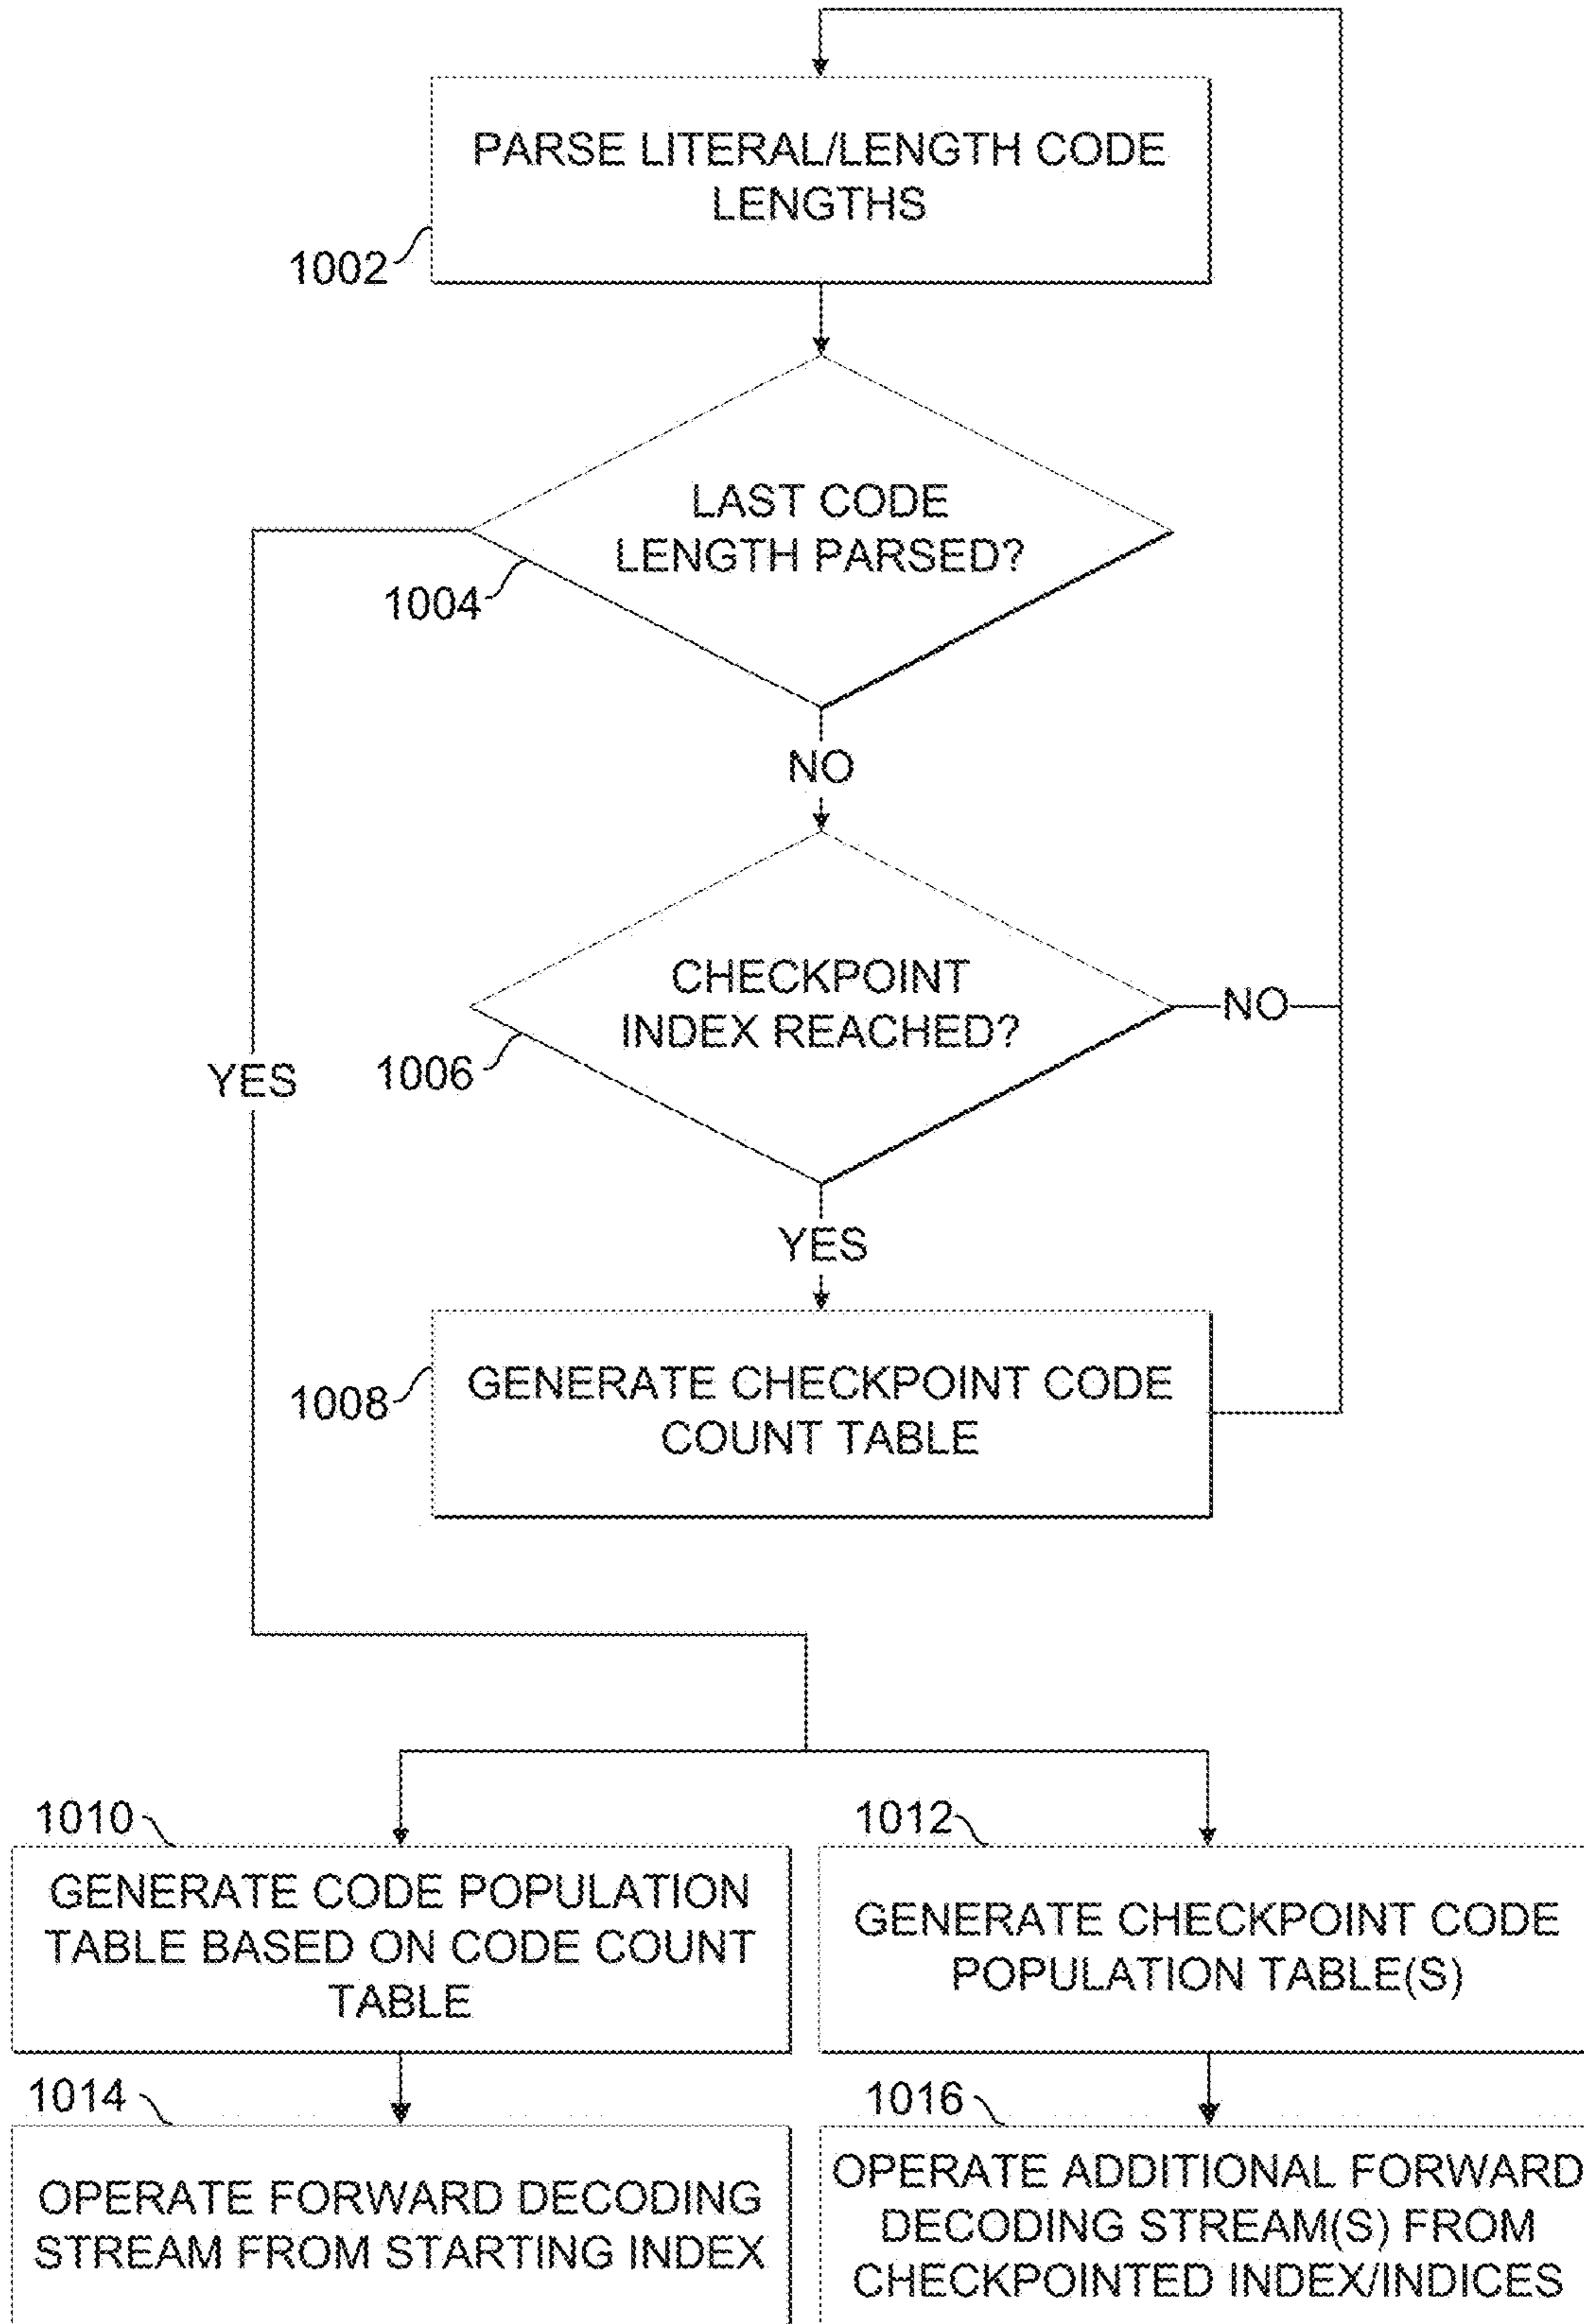 PARSE LITERAL/LENGTH CODE
LENGTHS
1002
LAST CODE
LENGTH PARSED?
1004
NO
CHECKPOINT
INDEX REACHED?
NO
1006
YES
YES
GENERATE CHECKPOINT CODE
COUNT TABLE
1008
1010
GENERATE CODE POPULATION
TABLE BASED ON CODE COUNT
TABLE
1012
GENERATE CHECKPOINT CODE
POPULATION TABLE(S)
1014
OPERATE FORWARD DECODING
STREAM FROM STARTING INDEX
1016
OPERATE ADDITIONAL FORWARD
DECODING STREAM(S) FROM
CHECKPOINTED INDEX/INDICES